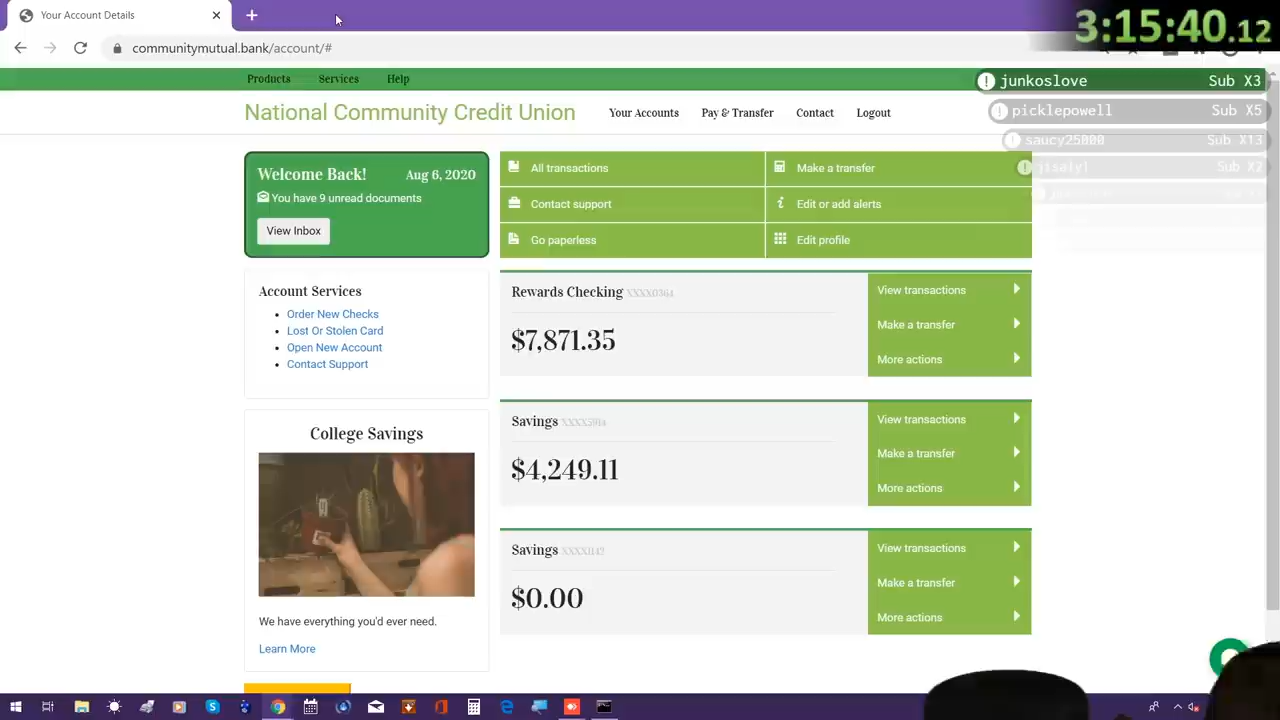 Your Account Details
3:15:40.12
communitymutual.bank/account/#
Products Services Help
junkoslove Sub X3
National Community Credit Union
Your Accounts Pay & Transfer Contact Logout
picklepowell Sub X5
saucy25000 Sub X13
jisely1 Sub X2
Welcome Back! Aug 6, 2020
You have 9 unread documents
View Inbox
All transactions Make a transfer
Contact support Edit or add alerts
Go paperless Edit profile
Account Services
Order New Checks
Lost Or Stolen Card
Open New Account
Contact Support
Rewards Checking XXXX0364
$7,871.35
View transactions
Make a transfer
More actions
Savings
$4,249.11
View transactions
Make a transfer
More actions
College Savings
We have everything you'd ever need.
Learn More
Savings XXXX1142
$0.00
View transactions
Make a transfer
More actions